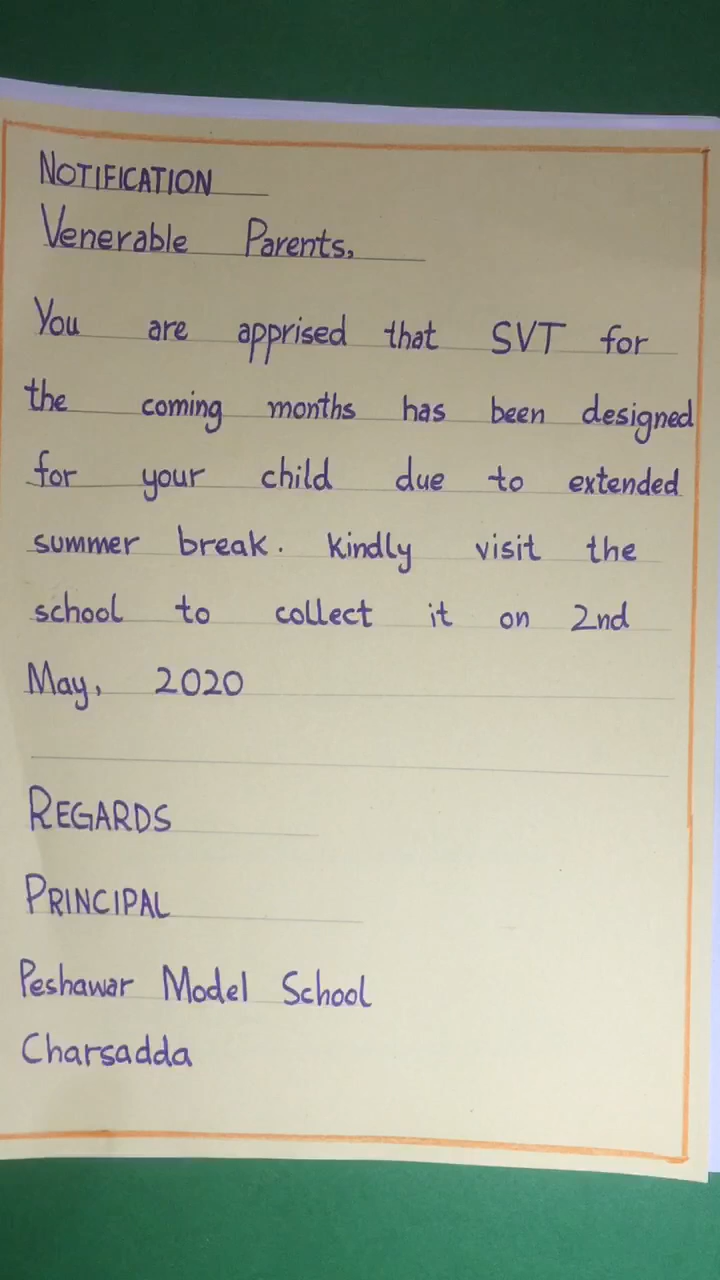 NOTIFICATION
Venerable Parents,
You are apprised that SVT for
the coming months has been designed
for your child due to extended
summer break. Kindly visit the
school to collect it on 2nd
May, 2020
REGARDS
PRINCIPAL
Peshawar Model School
Charsadda